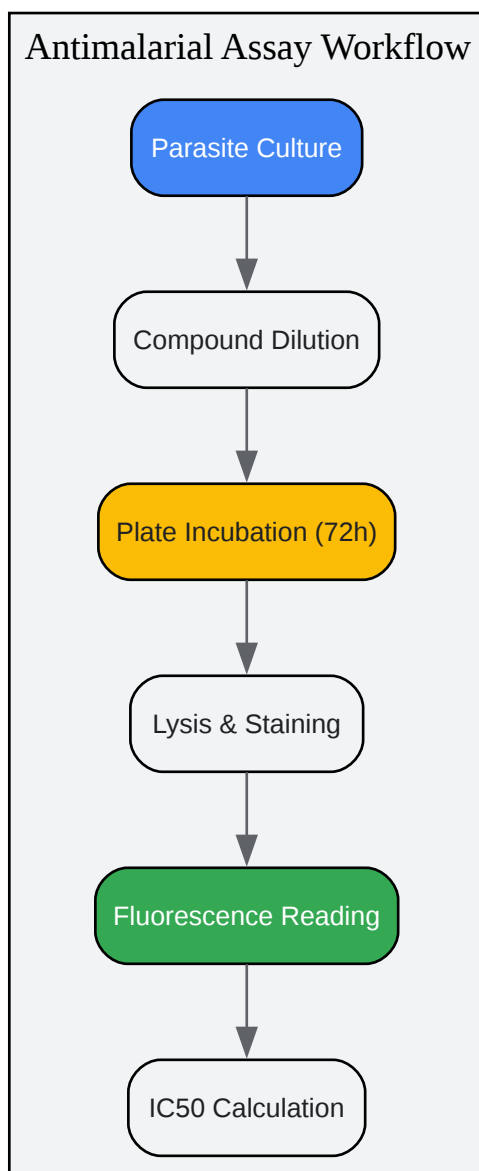 Antimalarial Assay Workflow
Parasite Culture
Compound Dilution
Plate Incubation (72h)
Lysis & Staining
Fluorescence Reading
IC50 Calculation